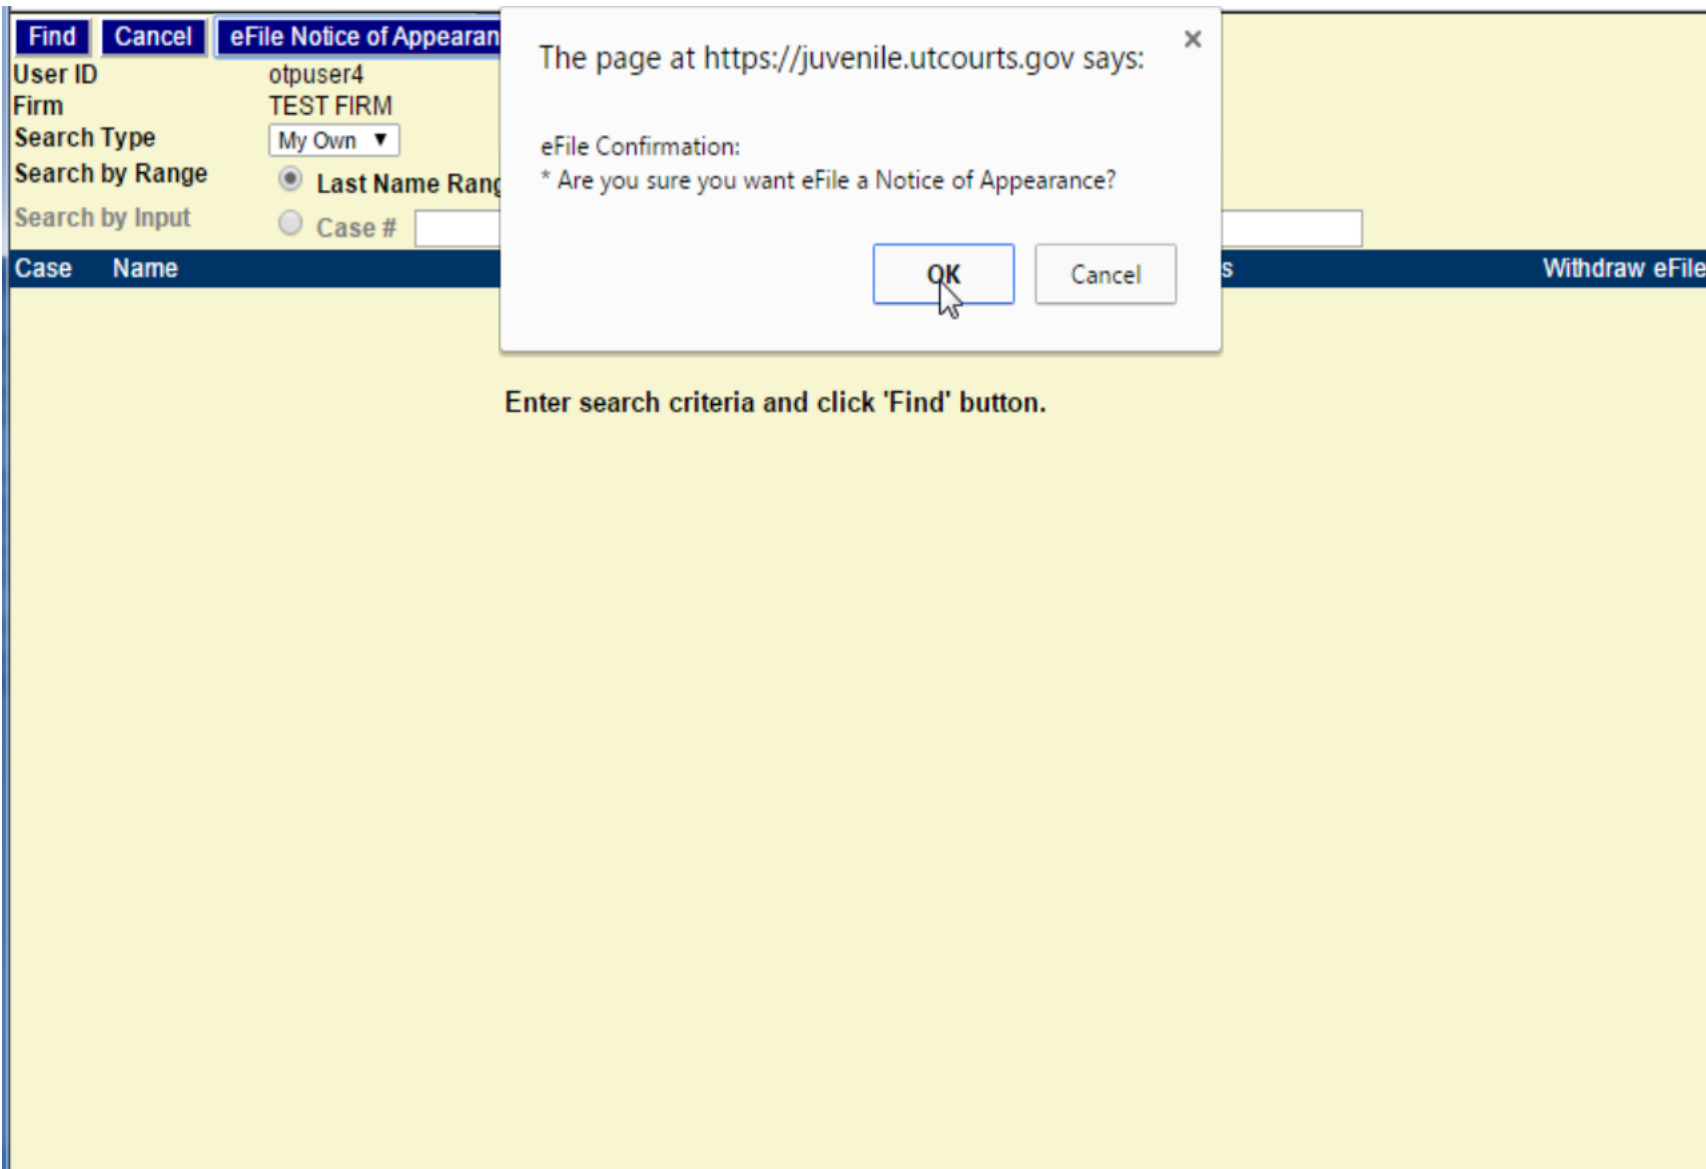 Find Cancel eFile Notice of Appearan
User ID otpuser4
Firm TEST FIRM
Search Type My Own
Search by Range Last Name Rang
Search by Input Case #
Case Name s Withdraw eFile
The page at https://juvenile.utcourts.gov says:
eFile Confirmation:
* Are you sure you want eFile a Notice of Appearance?
OK Cancel
Enter search criteria and click 'Find' button.